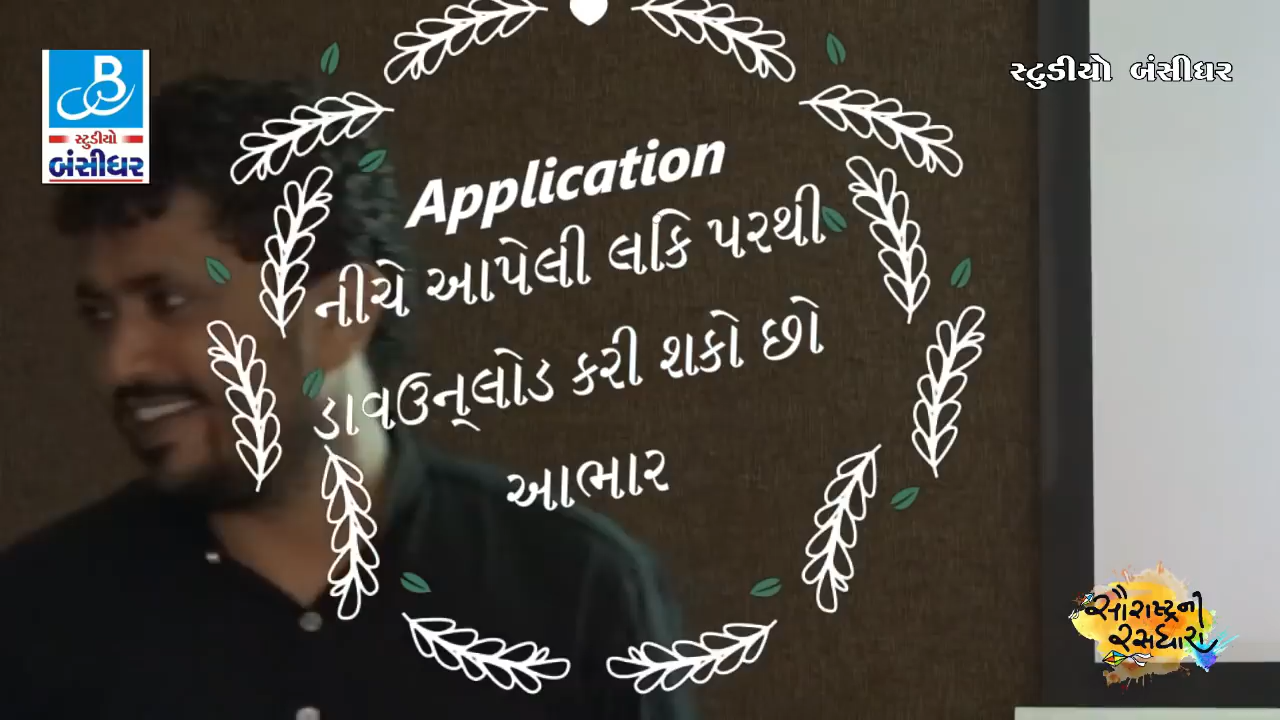 B
સ્ટુડીયો
બંસીધર
સ્ટુડીયો બંસીધર
Application
નીચે આપેલી લકિ પરથી
ડાવઉન્‌લોડ કરી શકો છો
આભાર
સૌરાષ્ટ્રની
રસધારા